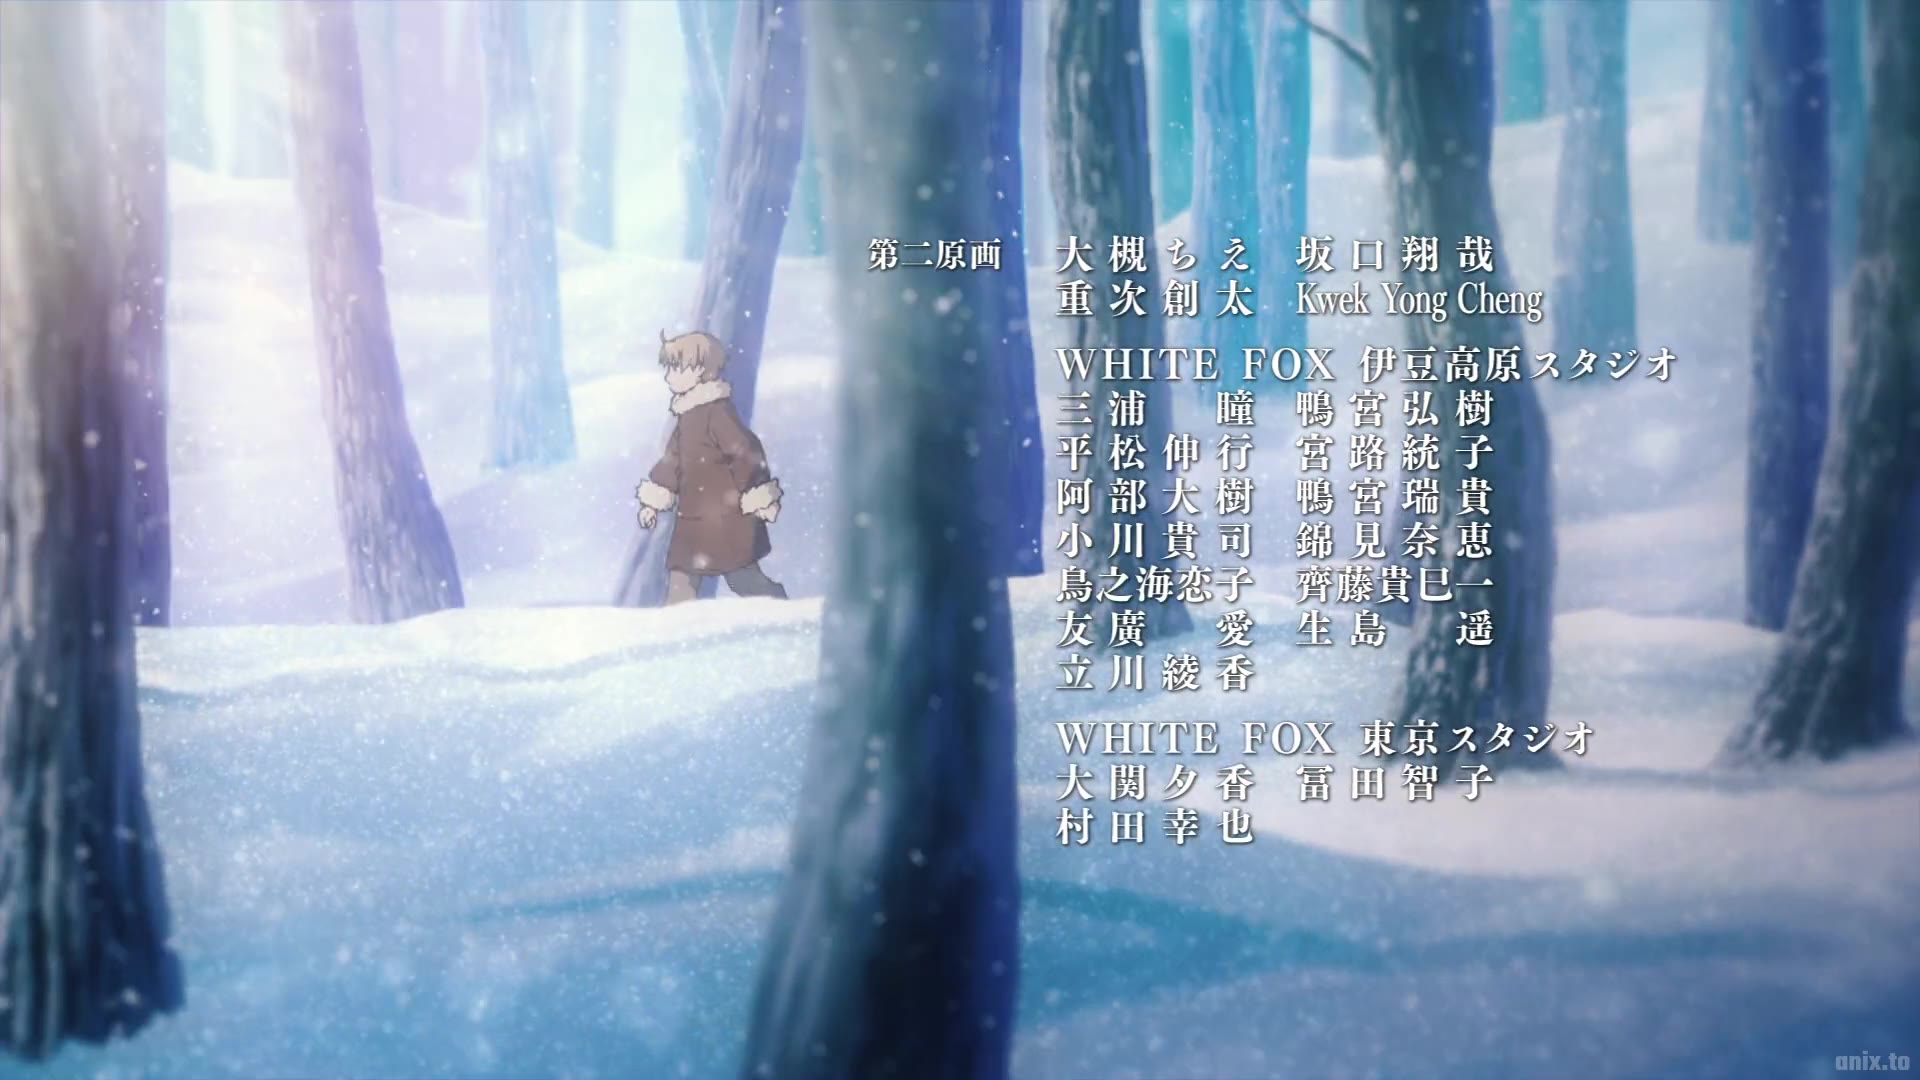 第二原画 大槻ちえ 坂口翔哉
重次創太 Kwek Yong Cheng
WHITE FOX 伊豆高原スタジオ
三浦 瞳 鴨宮弘樹
平松伸行 宮路統子
阿部大樹 鴨宮瑞貴
小川貴司 錦見奈恵
鳥之海恋子 齊藤貴巳一
友廣 愛 生島 遥
立川綾香
WHITE FOX 東京スタジオ
大関夕香 冨田智子
村田幸也
anix.to